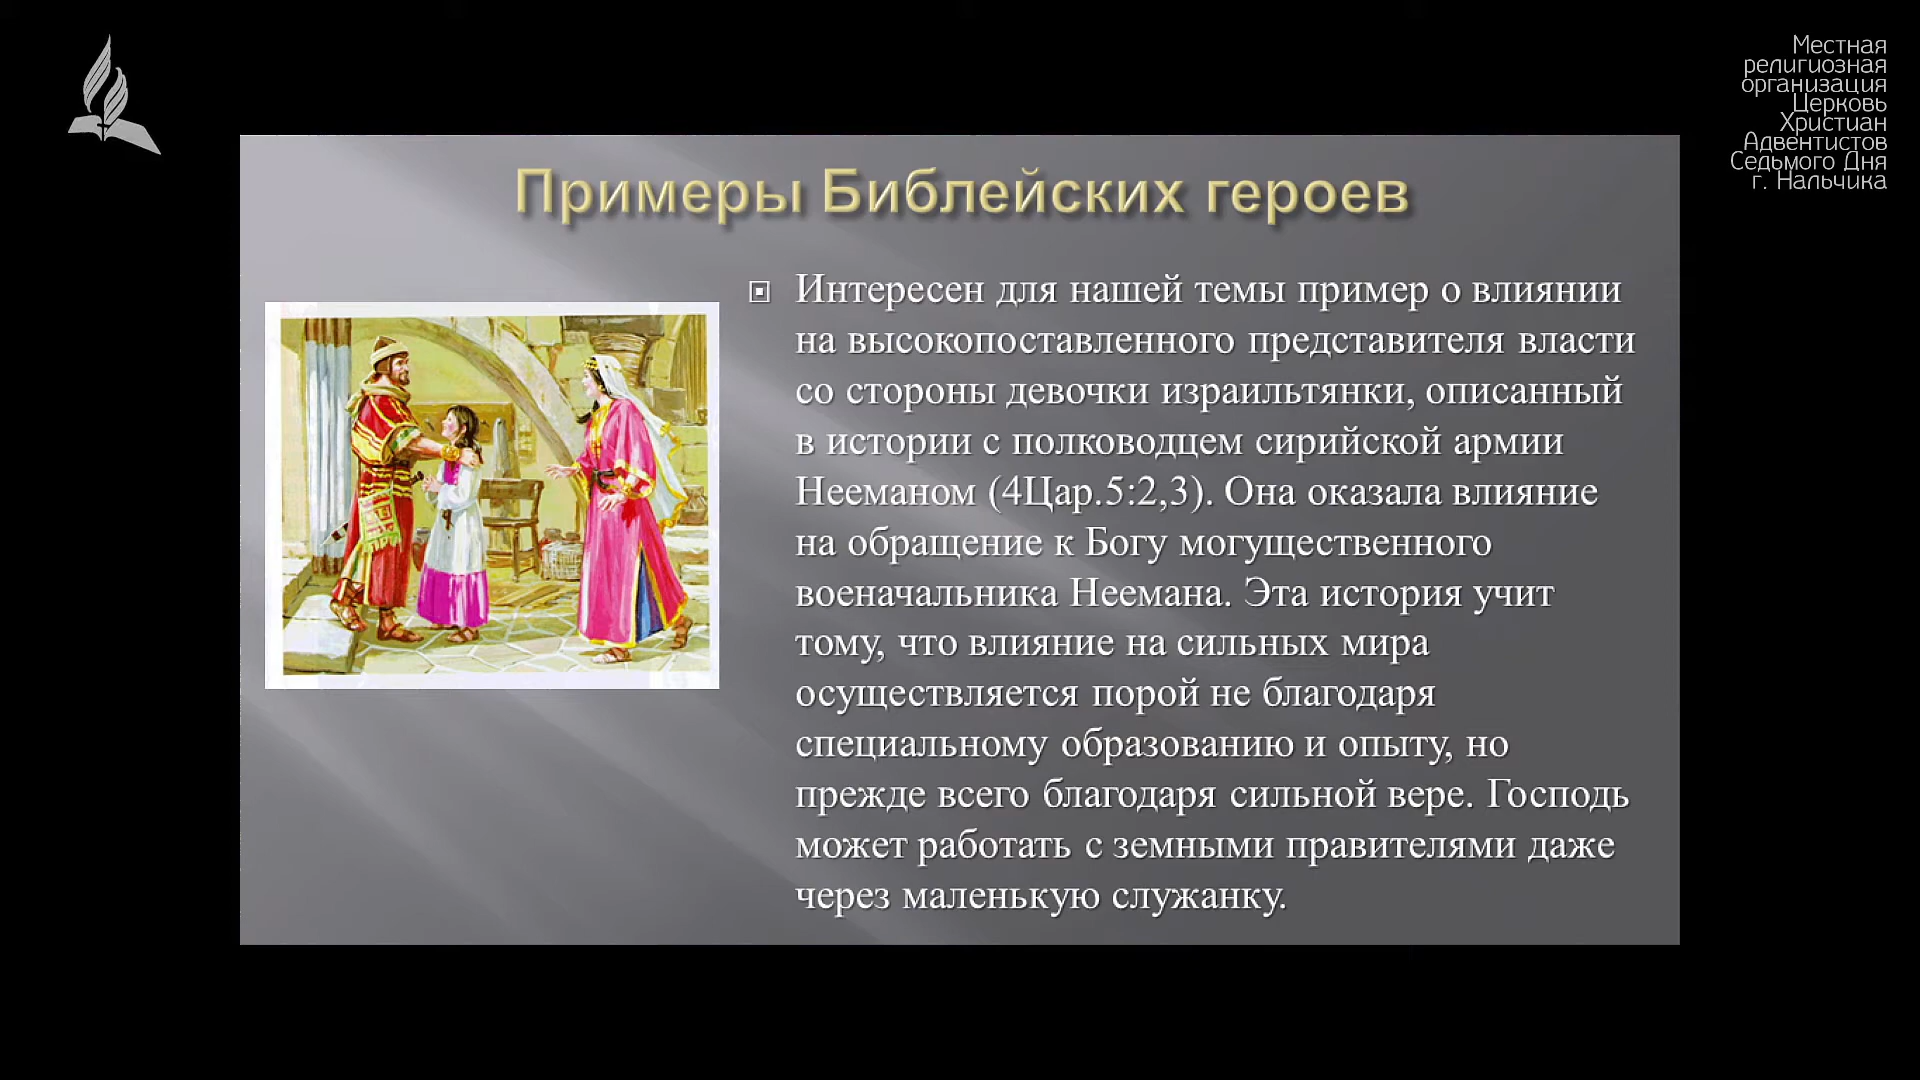 Местная
религиозная
организация
Церковь
Христиан
Адвентистов
Седьмого Дня
г. Нальчика
Примеры Библейских героев
Интересен для нашей темы пример о влиянии
на высокопоставленного представителя власти
со стороны девочки израильтянки, описанный
в истории с полководцем сирийской армии
Нееманом (4Цар.5:2,3). Она оказала влияние
на обращение к Богу могущественного
военачальника Неемана. Эта история учит
тому, что влияние на сильных мира
осуществляется порой не благодаря
специальному образованию и опыту, но
прежде всего благодаря сильной вере. Господь
может работать с земными правителями даже
через маленькую служанку.